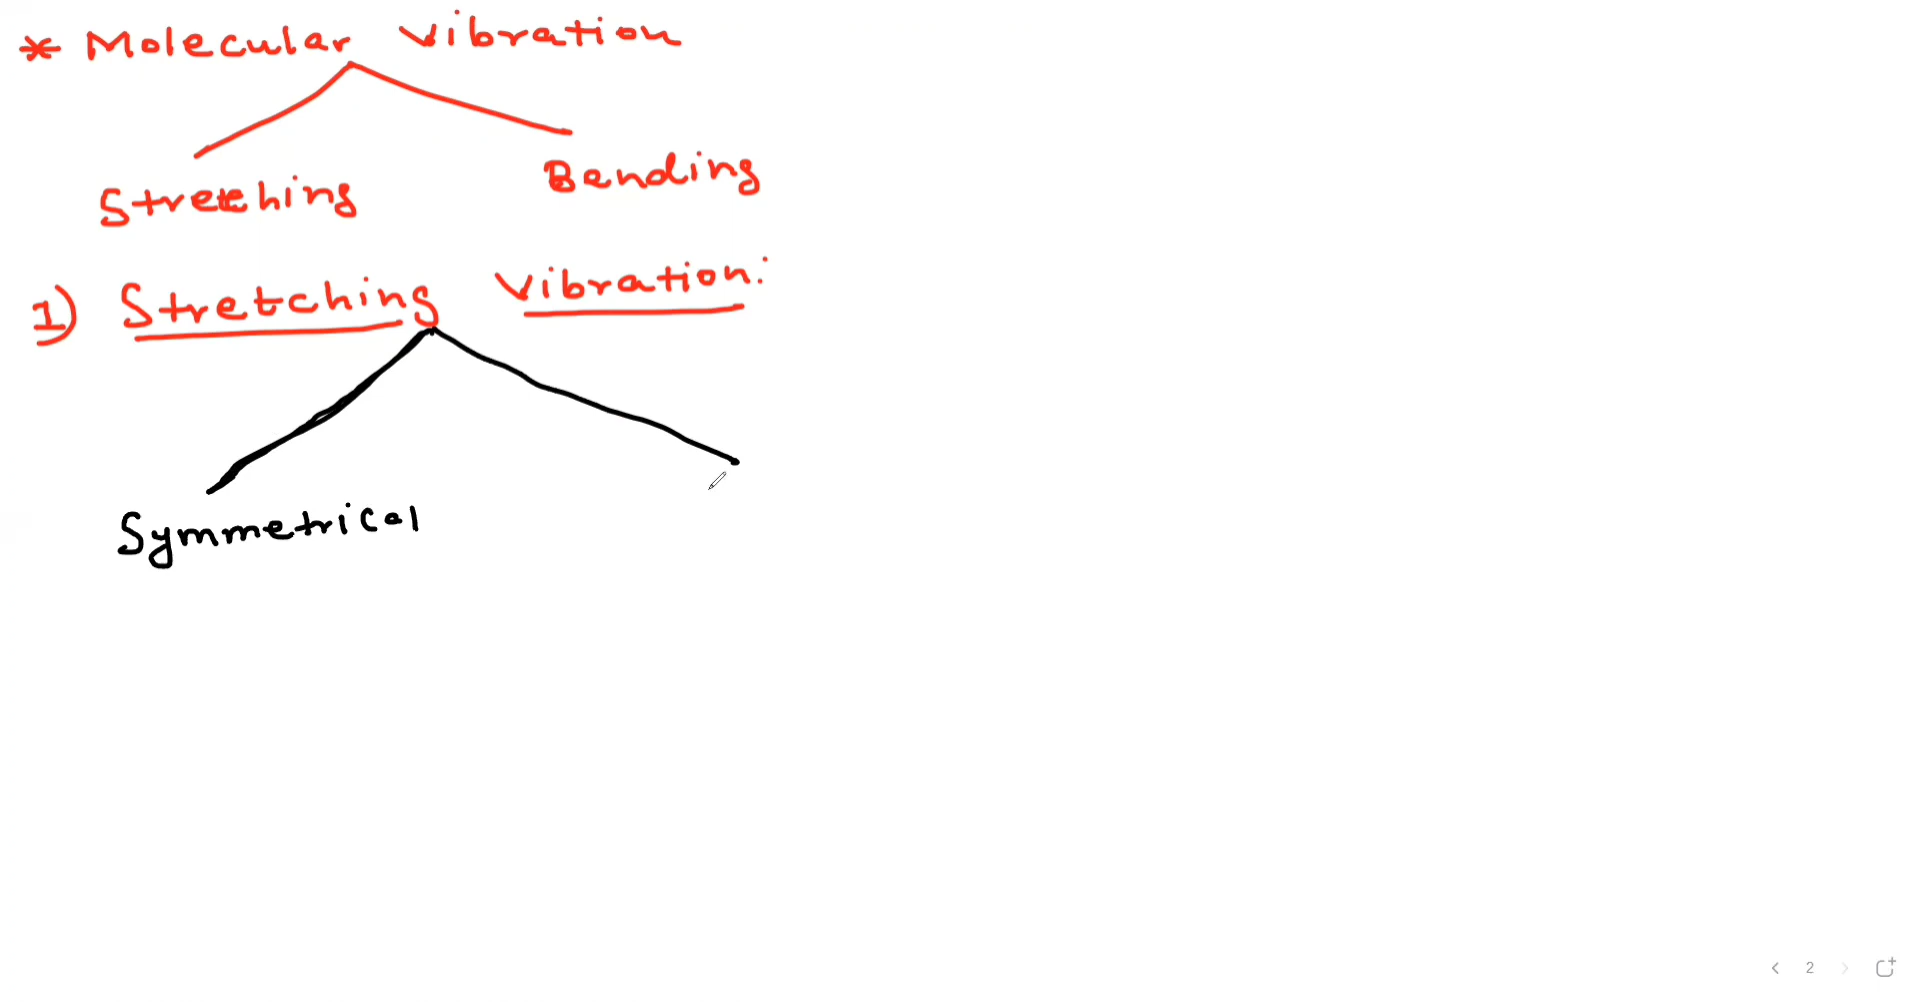 * Molecular Vibration
Stretching Bending
1) Stretching Vibration:
Symmetrical
2